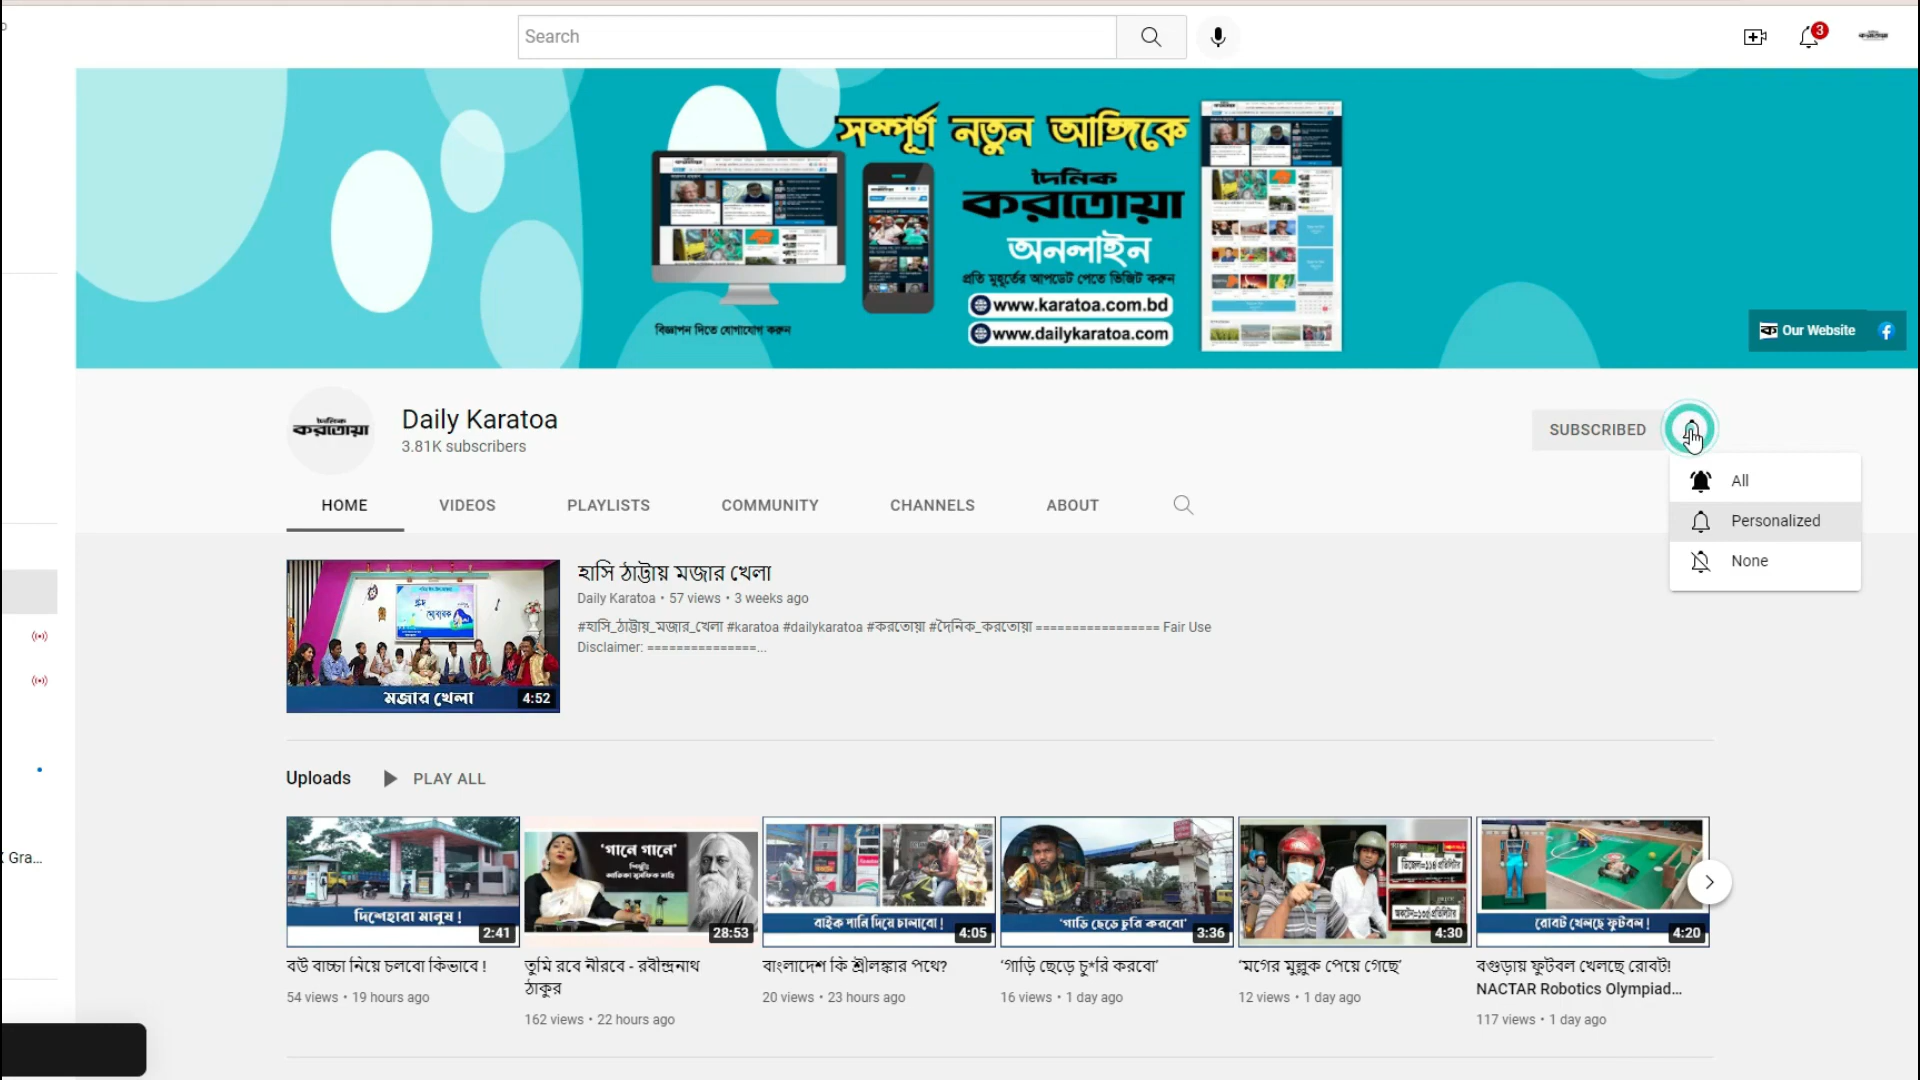 Search
3
সম্পূর্ণ নতুন আঙ্গিকে
দৈনিক
করতোয়া
অনলাইন
প্রতি মুহূর্তের আপডেট পেতে ভিজিট করুন
www.karatoa.com.bd
www.dailykaratoa.com
বিজ্ঞাপন দিতে যোগাযোগ করুন
Our Website
দৈনিক
করতোয়া
Daily Karatoa
3.81K subscribers
SUBSCRIBED
All
Personalized
None
HOME VIDEOS PLAYLISTS COMMUNITY CHANNELS ABOUT
মজার খেলা 4:52
হাসি ঠাট্টায় মজার খেলা
Daily Karatoa • 57 views • 3 weeks ago
#হাসি_ঠাট্টায়_মজার_খেলা #karatoa #dailykaratoa #করতোয়া #দৈনিক_করতোয়া ================= Fair Use
Disclaimer: ===============...
Uploads PLAY ALL
Gra...
দিশেহারা মানুষ !
2:41
বউ বাচ্চা নিয়ে চলবো কিভাবে !
54 views • 19 hours ago
'গানে গানে'
28:53
তুমি রবে নীরবে - রবীন্দ্রনাথ
ঠাকুর
162 views • 22 hours ago
বাইক পানি দিয়ে চালাবো !
4:05
বাংলাদেশ কি শ্রীলঙ্কার পথে?
20 views • 23 hours ago
'গাড়ি ছেড়ে চুরি করবো'
3:36
‘গাড়ি ছেড়ে চু*রি করবো’
16 views • 1 day ago
4:30
‘মগের মুল্লুক পেয়ে গেছে’
12 views • 1 day ago
রোবট খেলছে ফুটবল !
4:20
বগুড়ায় ফুটবল খেলছে রোবট!
NACTAR Robotics Olympiad...
117 views • 1 day ago